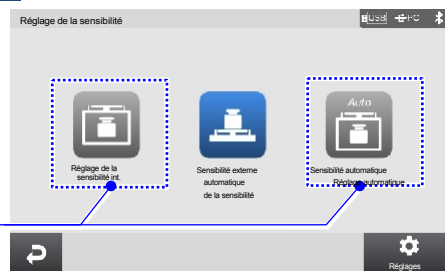 Réglage de la sensibilité
USB PC
Auto
Réglage de la
sensibilité int.
Sensibilité externe
automatique
de la sensibilité
Sensibilité automatique
Réglage automatique
Réglages